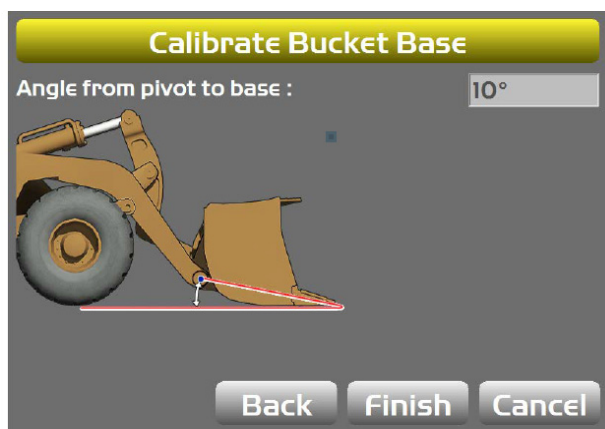 Calibrate Bucket Base
Angle from pivot to base :
10°
Back
Finish
Cancel